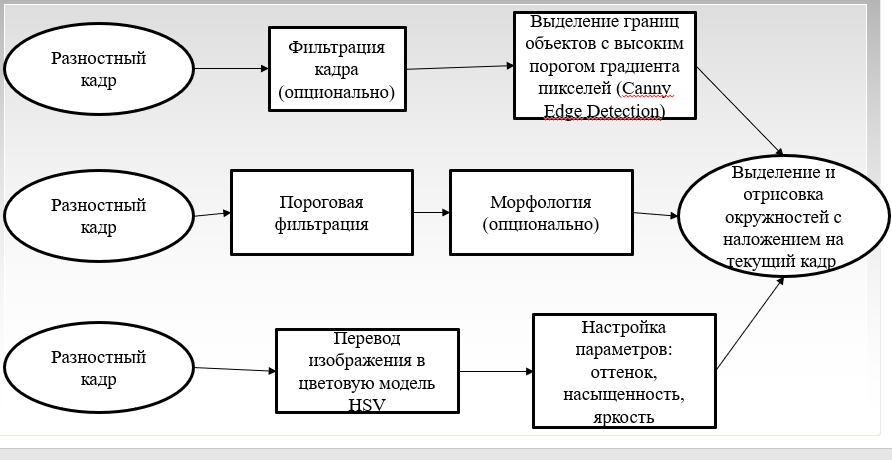 Разностный
кадр
Фильтрация
кадра
(опционально)
Выделение границ
объектов с высоким
порогом градиента
пикселей (Canny
Edge Detection)
Разностный
кадр
Пороговая
фильтрация
Морфология
(опционально)
Выделение и
отрисовка
окружностей с
наложением на
текущий кадр
Разностный
кадр
Перевод
изображения в
цветовую модель
HSV
Настройка
параметров:
оттенок,
насыщенность,
яркость